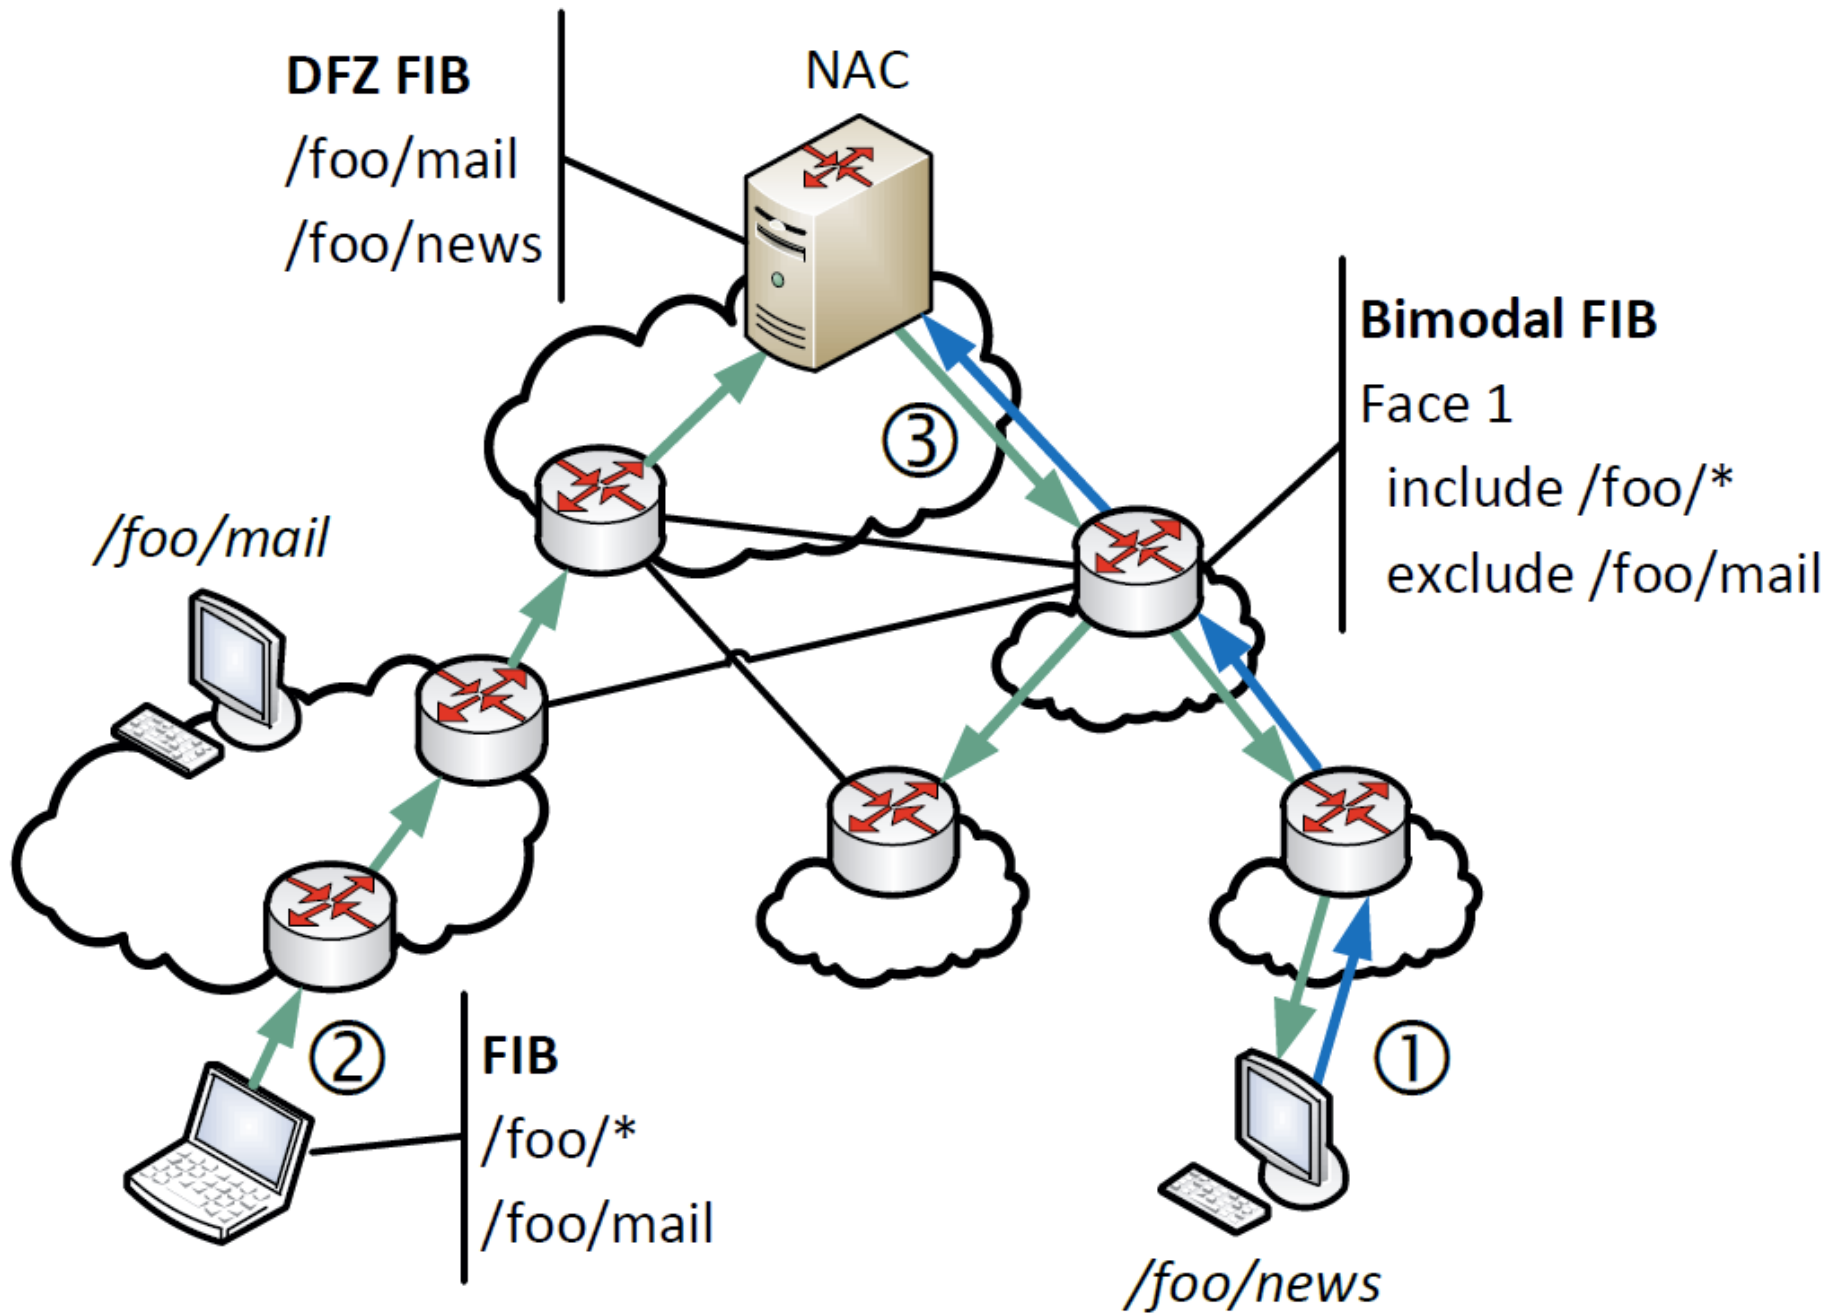 DFZ FIB
/foo/mail
/foo/news
NAC
Bimodal FIB
Face 1
include /foo/*
exclude /foo/mail
③
/foo/mail
②
FIB
/foo/*
/foo/mail
①
/foo/news